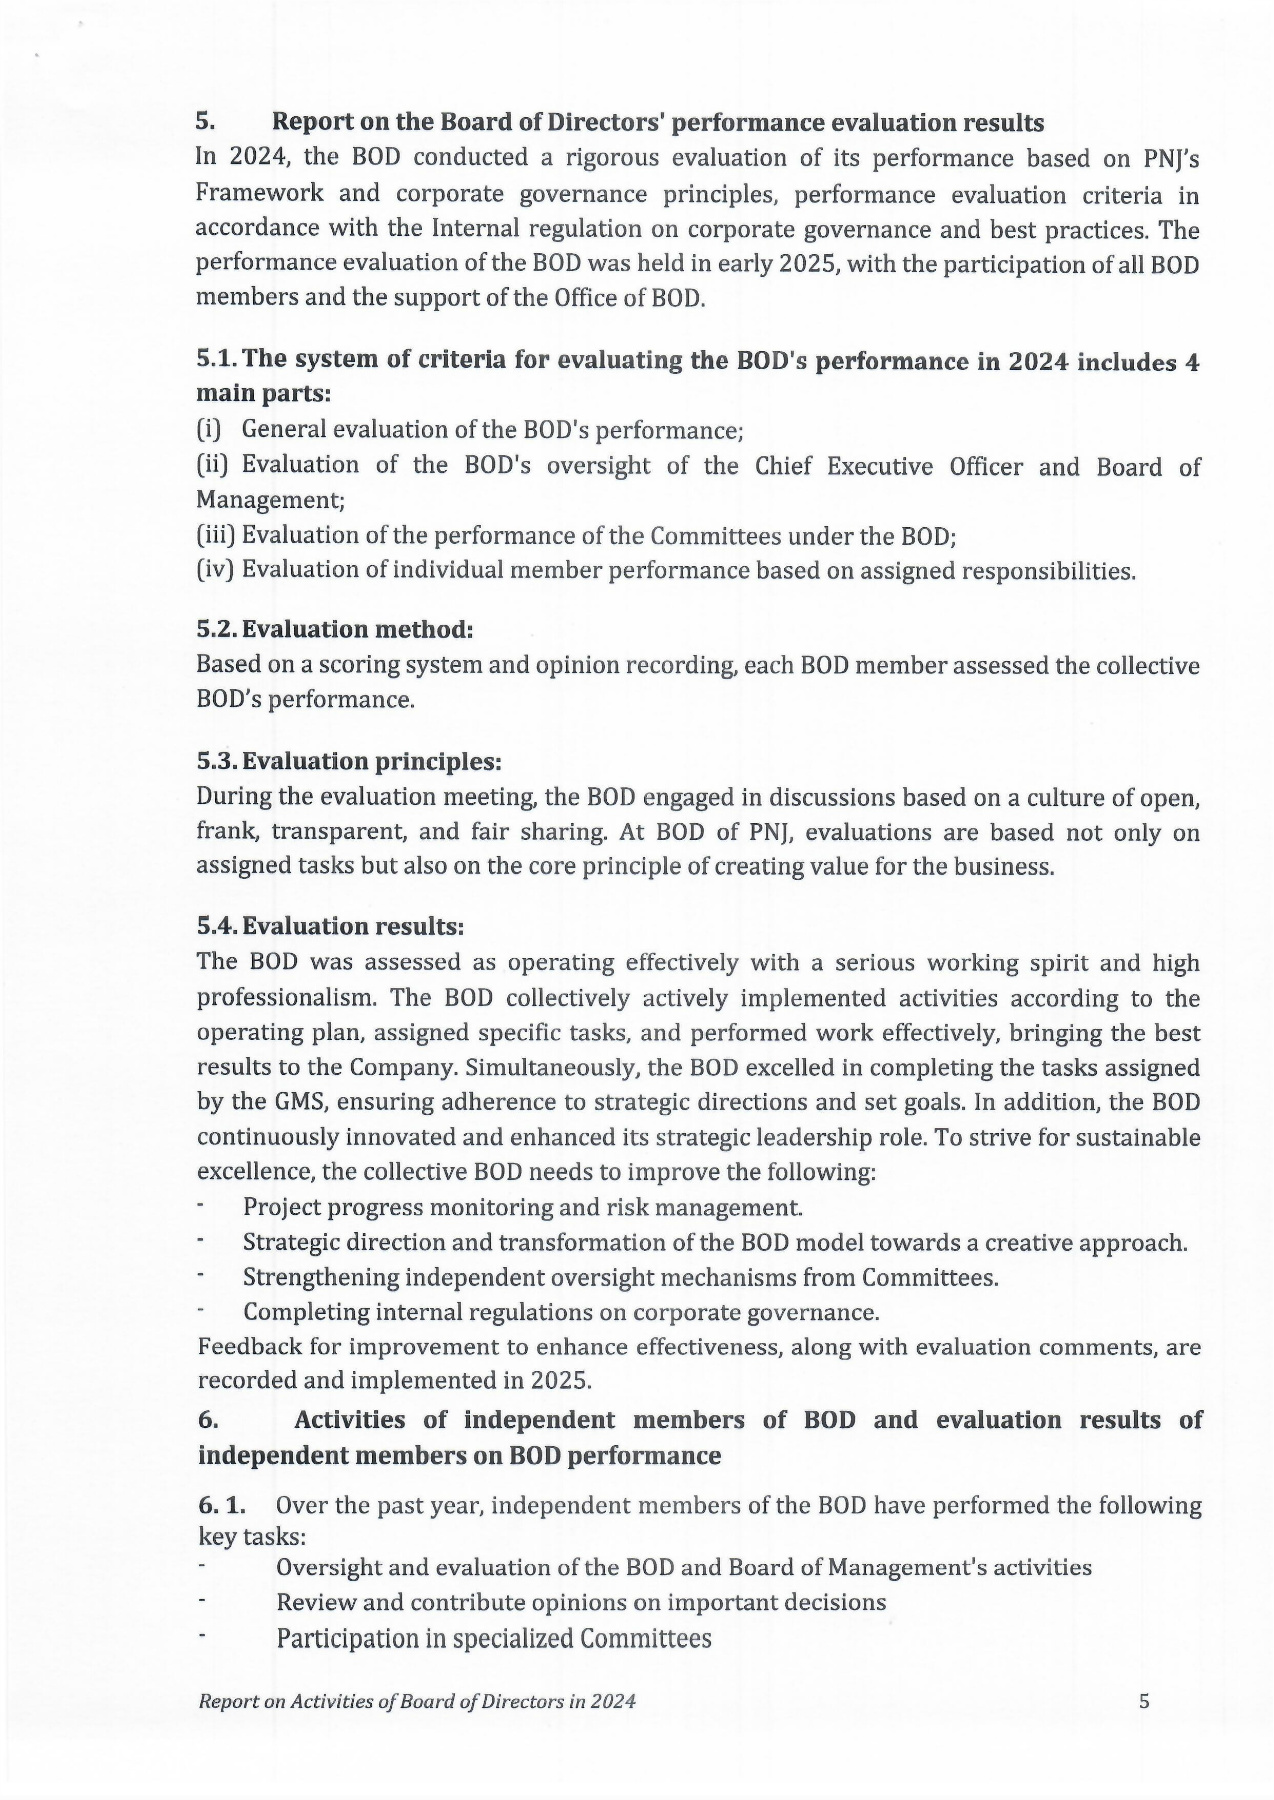 5. Report on the Board of Directors' performance evaluation results
In 2024, the BOD conducted a rigorous evaluation of its performance based on PNJ's
Framework and corporate governance principles, performance evaluation criteria in
accordance with the Internal regulation on corporate governance and best practices. The
performance evaluation of the BOD was held in early 2025, with the participation of all BOD
members and the support of the Office of BOD.
5.1. The system of criteria for evaluating the BOD's performance in 2024 includes 4
main parts:
(i) General evaluation of the BOD's performance;
(ii) Evaluation of the BOD's oversight of the Chief Executive Officer and Board of
Management;
(iii) Evaluation of the performance of the Committees under the BOD;
(iv) Evaluation of individual member performance based on assigned responsibilities.
5.2. Evaluation method:
Based on a scoring system and opinion recording, each BOD member assessed the collective
BOD's performance.
5.3. Evaluation principles:
During the evaluation meeting, the BOD engaged in discussions based on a culture of open,
frank, transparent, and fair sharing. At BOD of PNJ, evaluations are based not only on
assigned tasks but also on the core principle of creating value for the business.
5.4. Evaluation results:
The BOD was assessed as operating effectively with a serious working spirit and high
professionalism. The BOD collectively actively implemented activities according to the
operating plan, assigned specific tasks, and performed work effectively, bringing the best
results to the Company. Simultaneously, the BOD excelled in completing the tasks assigned
by the GMS, ensuring adherence to strategic directions and set goals. In addition, the BOD
continuously innovated and enhanced its strategic leadership role. To strive for sustainable
excellence, the collective BOD needs to improve the following:
- Project progress monitoring and risk management.
- Strategic direction and transformation of the BOD model towards a creative approach.
- Strengthening independent oversight mechanisms from Committees.
- Completing internal regulations on corporate governance.
Feedback for improvement to enhance effectiveness, along with evaluation comments, are
recorded and implemented in 2025.
6. Activities of independent members of BOD and evaluation results of
independent members on BOD performance
6. 1. Over the past year, independent members of the BOD have performed the following
key tasks:
- Oversight and evaluation of the BOD and Board of Management's activities
- Review and contribute opinions on important decisions
- Participation in specialized Committees
Report on Activities of Board of Directors in 2024 5